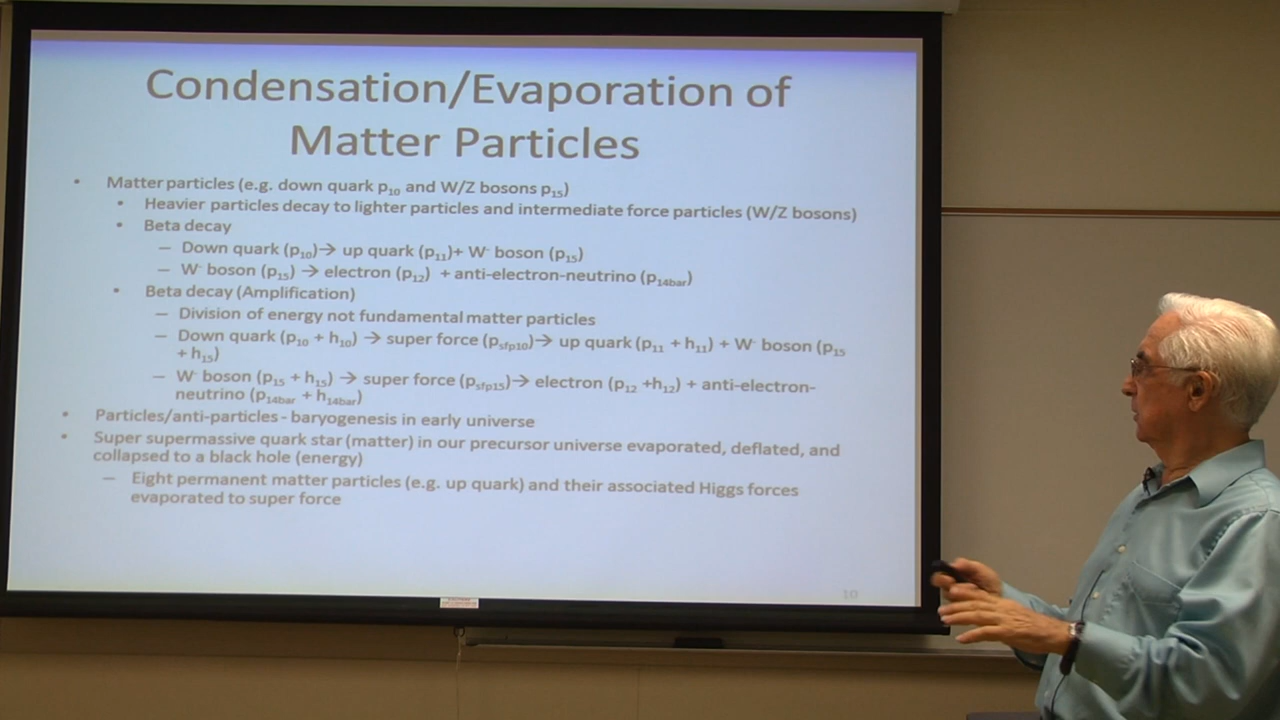 Condensation/Evaporation of
Matter Particles
• Matter particles (e.g. down quark p₁₀ and W/Z bosons p₁₅)
• Heavier particles decay to lighter particles and intermediate force particles (W/Z bosons)
• Beta decay
– Down quark (p₁₀)→ up quark (p₁₁)+ W⁻ boson (p₁₅)
– W⁻ boson (p₁₅) → electron (p₁₂) + anti-electron-neutrino (p₁₄bar)
• Beta decay (Amplification)
– Division of energy not fundamental matter particles
– Down quark (p₁₀ + h₁₀) → super force (psfp10)→ up quark (p₁₁ + h₁₁) + W⁻ boson (p₁₅
+ h₁₅)
– W⁻ boson (p₁₅ + h₁₅) → super force (psfp15)→ electron (p₁₂ +h₁₂) + anti-electron-
neutrino (p₁₄bar + h₁₄bar)
• Particles/anti-particles - baryogenesis in early universe
• Super supermassive quark star (matter) in our precursor universe evaporated, deflated, and
collapsed to a black hole (energy)
– Eight permanent matter particles (e.g. up quark) and their associated Higgs forces
evaporated to super force
10